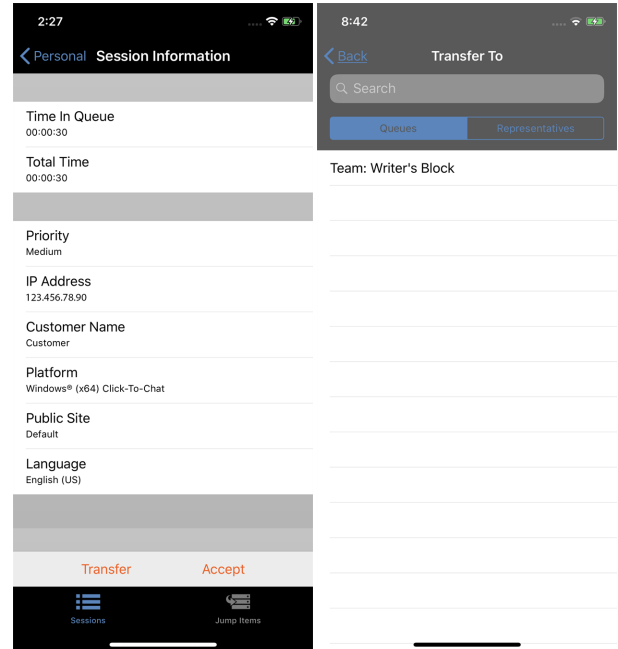 2:27
Personal Session Information
Time In Queue
00:00:30
Total Time
00:00:30
Priority
Medium
IP Address
123.456.78.90
Customer Name
Customer
Platform
Windows® (x64) Click-To-Chat
Public Site
Default
Language
English (US)
Transfer Accept
Sessions Jump Items
8:42
Back Transfer To
Search
Queues Representatives
Team: Writer's Block